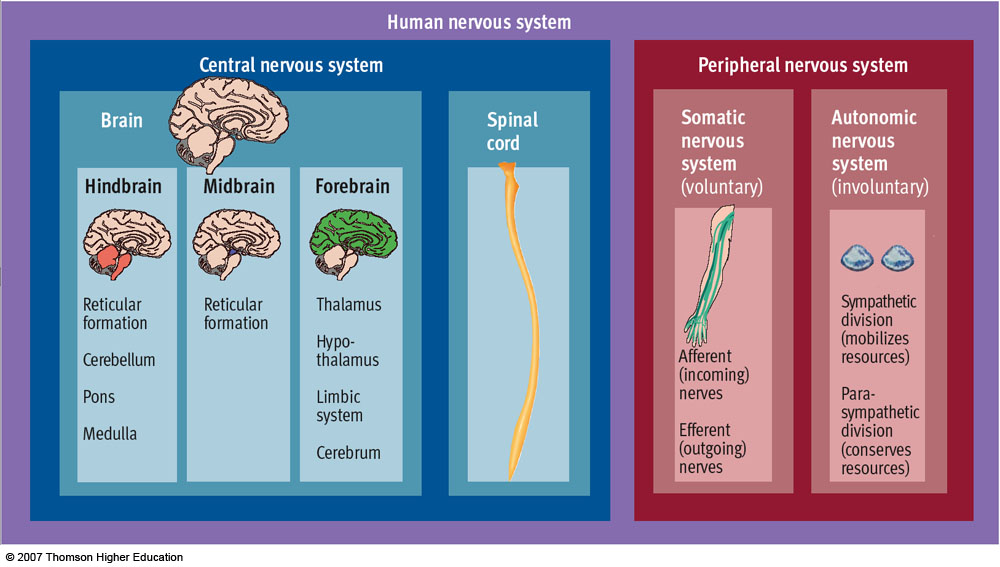 Human nervous system
Central nervous system
Brain
Hindbrain
Reticular
formation
Cerebellum
Pons
Medulla
Midbrain
Reticular
formation
Forebrain
Thalamus
Hypo-
thalamus
Limbic
system
Cerebrum
Spinal
cord
Peripheral nervous system
Somatic
nervous
system
(voluntary)
Afferent
(incoming)
nerves
Efferent
(outgoing)
nerves
Autonomic
nervous
system
(involuntary)
Sympathetic
division
(mobilizes
resources)
Para-
sympathetic
division
(conserves
resources)
© 2007 Thomson Higher Education